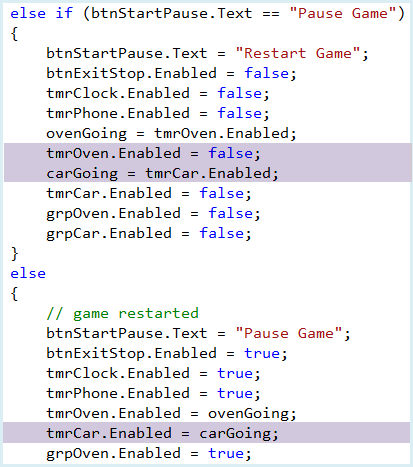 else if (btnStartPause.Text == "Pause Game")
{
    btnStartPause.Text = "Restart Game";
    btnExitStop.Enabled = false;
    tmrClock.Enabled = false;
    tmrPhone.Enabled = false;
    ovenGoing = tmrOven.Enabled;
    tmrOven.Enabled = false;
    carGoing = tmrCar.Enabled;
    tmrCar.Enabled = false;
    grpOven.Enabled = false;
    grpCar.Enabled = false;
}
else
{
    // game restarted
    btnStartPause.Text = "Pause Game";
    btnExitStop.Enabled = true;
    tmrClock.Enabled = true;
    tmrPhone.Enabled = true;
    tmrOven.Enabled = ovenGoing;
    tmrCar.Enabled = carGoing;
    grpOven.Enabled = true;